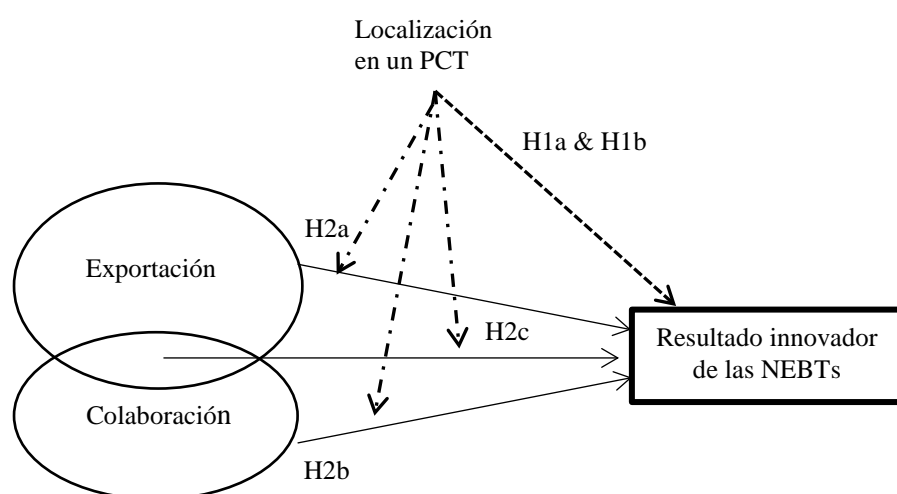 Localización
en un PCT
H1a & H1b
H2a
Exportación
H2c
Resultado innovador
de las NEBTs
Colaboración
H2b